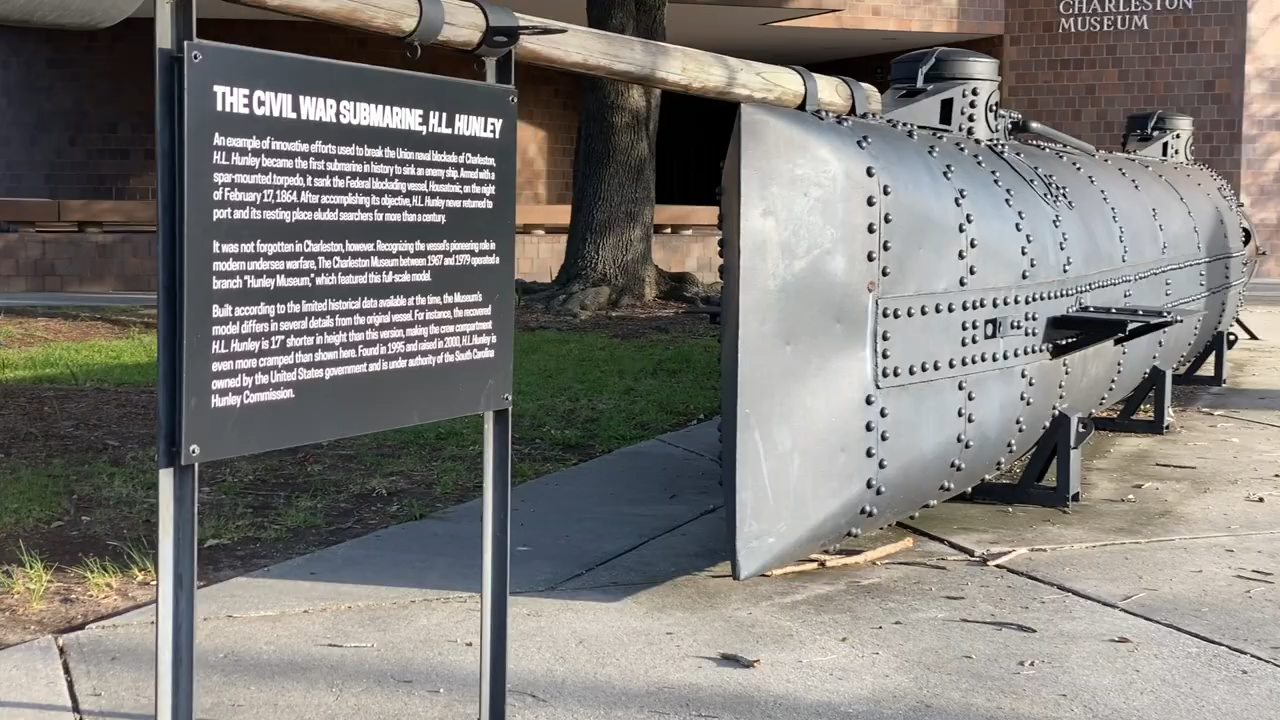 CHARLESTON
MUSEUM
THE CIVIL WAR SUBMARINE, H.L. HUNLEY
An example of innovative efforts used to break the Union naval blockade of Charleston,
H.L. Hunley became the first submarine in history to sink an enemy ship. Armed with a
spar-mounted torpedo, it sank the Federal blockading vessel, Housatonic, on the night
of February 17, 1864. After accomplishing its objective, H.L. Hunley never returned to
port and its resting place eluded searchers for more than a century.
It was not forgotten in Charleston, however. Recognizing the vessel's pioneering role in
modern undersea warfare, The Charleston Museum between 1967 and 1979 operated a
branch "Hunley Museum," which featured this full-scale model.
Built according to the limited historical data available at the time, the Museum's
model differs in several details from the original vessel. For instance, the recovered
H.L. Hunley is 17" shorter in height than this version, making the crew compartment
even more cramped than shown here. Found in 1995 and raised in 2000, H.L. Hunley is
owned by the United States government and is under authority of the South Carolina
Hunley Commission.